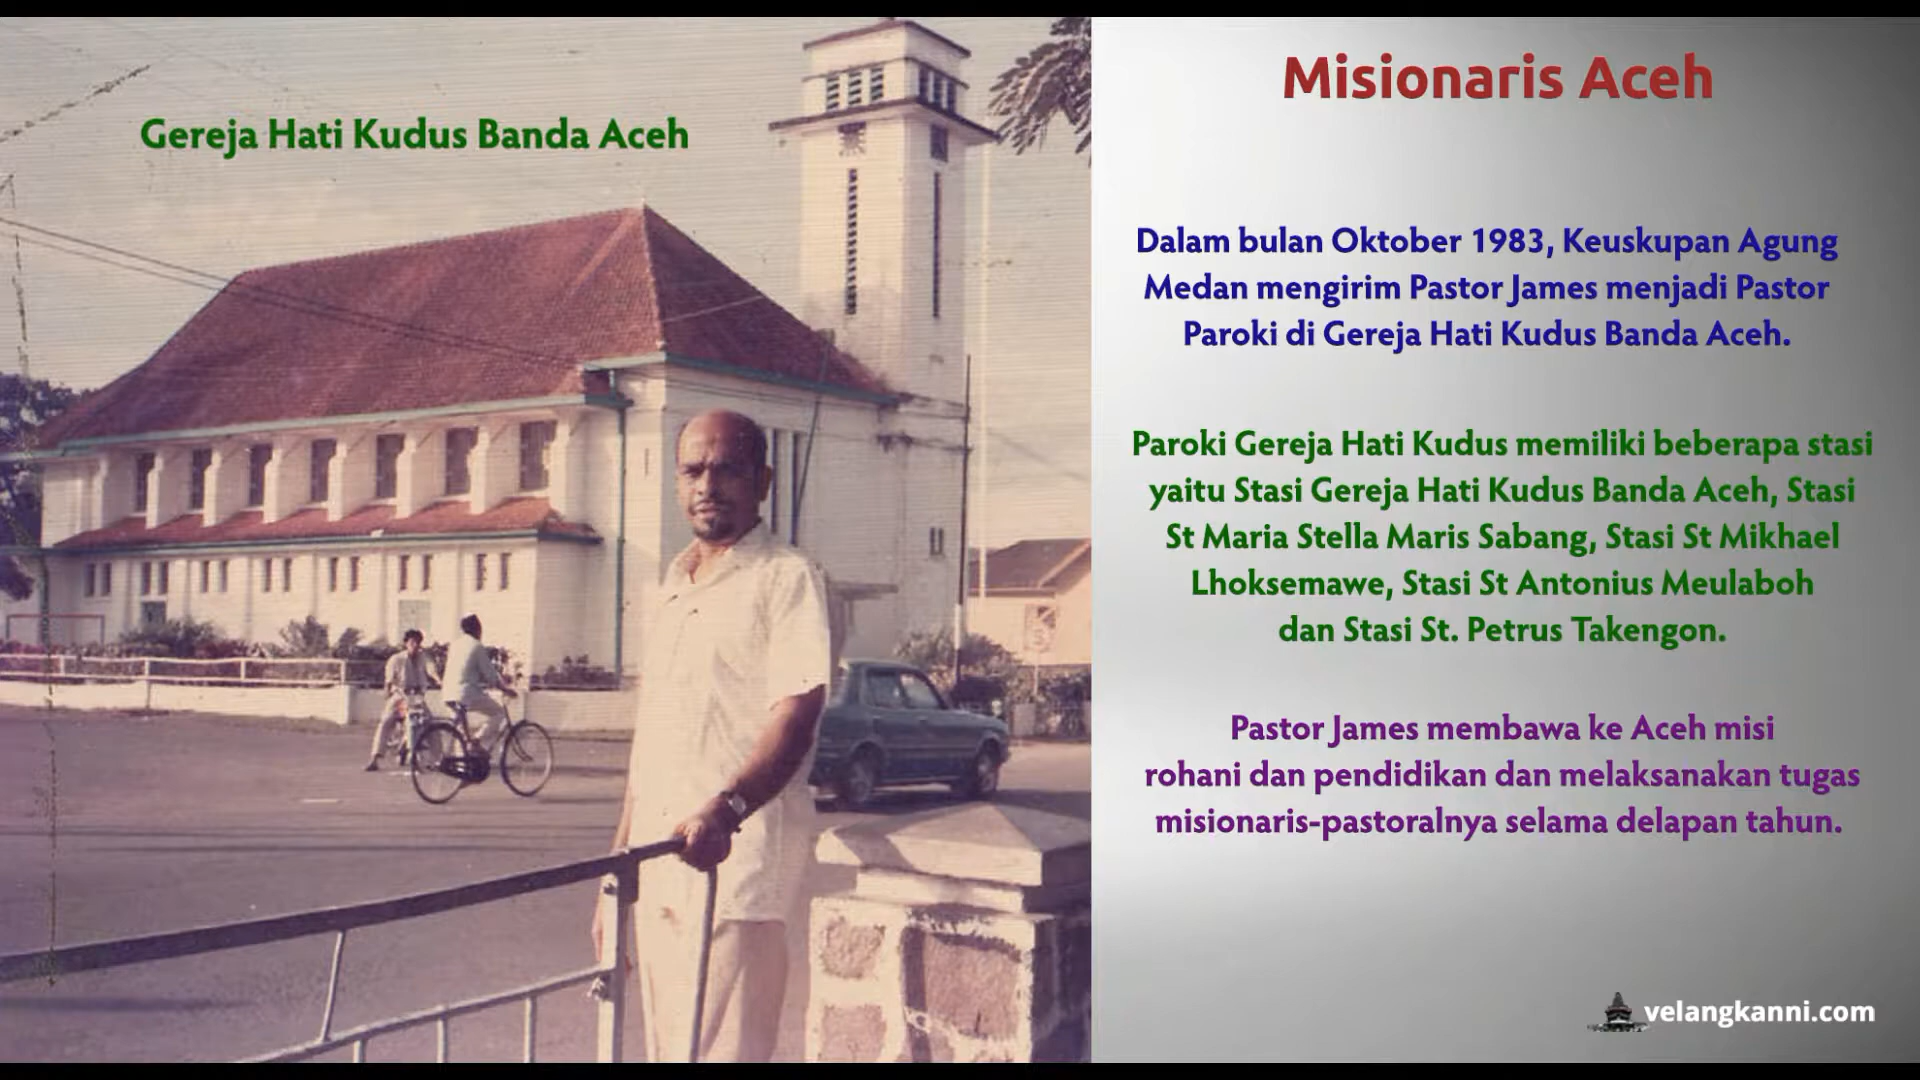 Gereja Hati Kudus Banda Aceh
Misionaris Aceh
Dalam bulan Oktober 1983, Keuskupan Agung
Medan mengirim Pastor James menjadi Pastor
Paroki di Gereja Hati Kudus Banda Aceh.
Paroki Gereja Hati Kudus memiliki beberapa stasi
yaitu Stasi Gereja Hati Kudus Banda Aceh, Stasi
St Maria Stella Maris Sabang, Stasi St Mikhael
Lhoksemawe, Stasi St Antonius Meulaboh
dan Stasi St. Petrus Takengon.
Pastor James membawa ke Aceh misi
rohani dan pendidikan dan melaksanakan tugas
misionaris-pastoralnya selama delapan tahun.
velangkanni.com